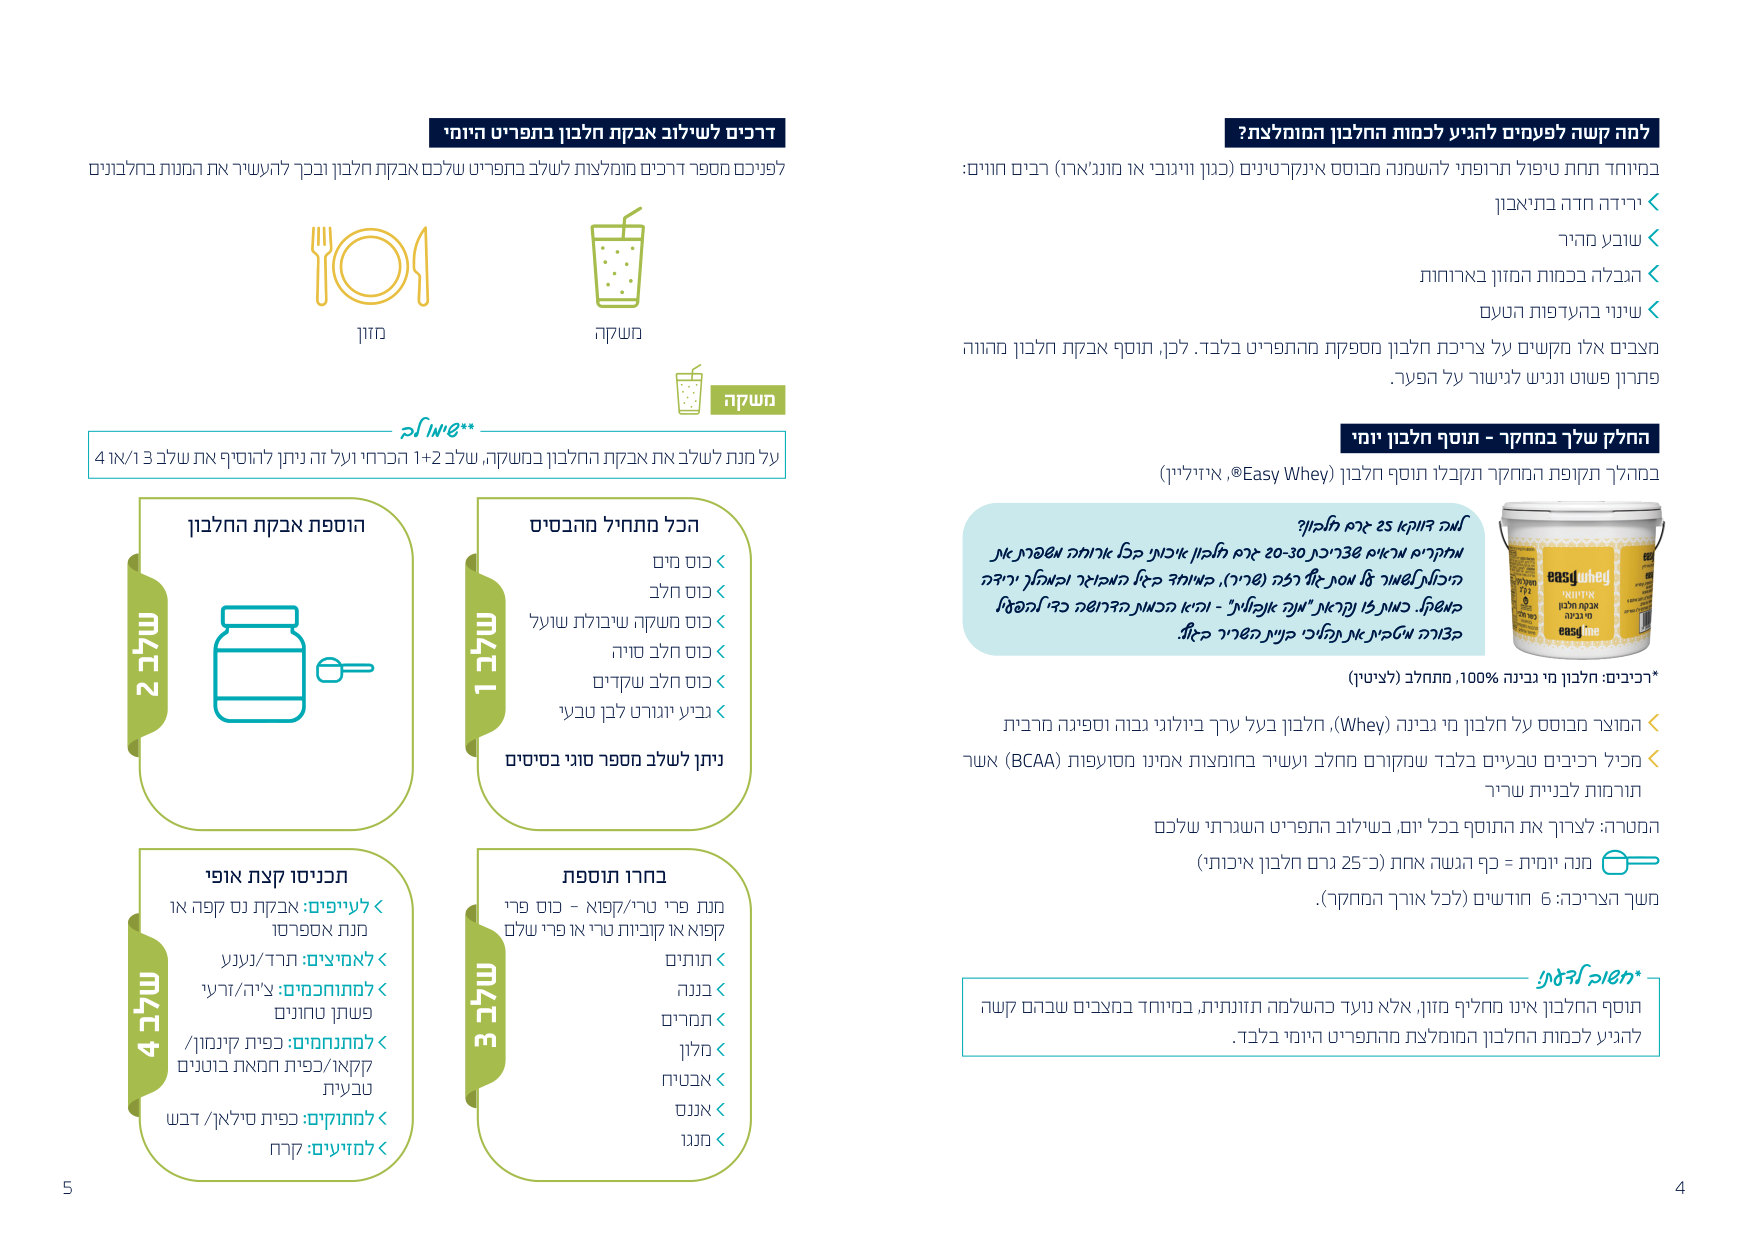 למה קשה לפעמים להגיע לכמות החלבון המומלצת?
במיוחד תחת טיפול תרופתי להשמנה מבוסס אינקרטינים (כגון וויגובי או מונג'ארו) רבים חווים:
ירידה חדה בתיאבון
שובע מהיר
הגבלה בכמות המזון בארוחות
שינוי בהעדפות הטעם
מצבים אלו מקשים על צריכת חלבון מספקת מהתפריט בלבד. לכן, תוסף אבקת חלבון מהווה
פתרון פשוט ונגיש לגישור על הפער.
החלק שלך במחקר - תוסף חלבון יומי
במהלך תקופת המחקר תקבלו תוסף חלבון (Easy Whey®, איזיליין)
למה דווקא 25 גרם חלבון?
מחקרים מראים שצריכת 20-30 גרם חלבון איכותי בכל ארוחה משפרת את
היכולת לשמור על מסת גוף רזה (שריר), במיוחד בגיל המבוגר ובמהלך ירידה
במשקל. כמות זו נקראת "מנה אנבולית" - והיא הכמות הדרושה כדי להפעיל
בצורה מיטבית את תהליכי בניית השריר בגוף.
easy whey
איזיוואי
אבקת חלבון
מי גבינה
easyline
*רכיבים: חלבון מי גבינה 100%, מתחלב (לציטין)
המוצר מבוסס על חלבון מי גבינה (Whey), חלבון בעל ערך ביולוגי גבוה וספיגה מרבית
מכיל רכיבים טבעיים בלבד שמקורם מחלב ועשיר בחומצות אמינו מסועפות (BCAA) אשר
תורמות לבניית שריר
המטרה: לצרוך את התוסף בכל יום, בשילוב התפריט השגרתי שלכם
מנה יומית = כף הגשה אחת (כ־25 גרם חלבון איכותי)
משך הצריכה: 6 חודשים (לכל אורך המחקר).
*חשוב לדעת!
תוסף החלבון אינו מחליף מזון, אלא נועד כהשלמה תזונתית, במיוחד במצבים שבהם קשה
להגיע לכמות החלבון המומלצת מהתפריט היומי בלבד.
4
דרכים לשילוב אבקת חלבון בתפריט היומי
לפניכם מספר דרכים מומלצות לשלב בתפריט שלכם אבקת חלבון ובכך להעשיר את המנות בחלבונים
משקה
מזון
משקה
**שימו לב
על מנת לשלב את אבקת החלבון במשקה, שלב 1+2 הכרחי ועל זה ניתן להוסיף את שלב 3 ו/או 4
שלב 1
הכל מתחיל מהבסיס
כוס מים
כוס חלב
כוס משקה שיבולת שועל
כוס חלב סויה
כוס חלב שקדים
גביע יוגורט לבן טבעי
ניתן לשלב מספר סוגי בסיסים
שלב 2
הוספת אבקת החלבון
שלב 3
בחרו תוספת
מנת פרי טרי/קפוא - כוס פרי
קפוא או קוביות טרי או פרי שלם
תותים
בננה
תמרים
מלון
אבטיח
אננס
מנגו
שלב 4
תכניסו קצת אופי
לעייפים: אבקת נס קפה או
מנת אספרסו
לאמיצים: תרד/נענע
למתוחכמים: צ'יה/זרעי
פשתן טחונים
למתנחמים: כפית קינמון/
קקאו/כפית חמאת בוטנים
טבעית
למתוקים: כפית סילאן/ דבש
למזיעים: קרח
5